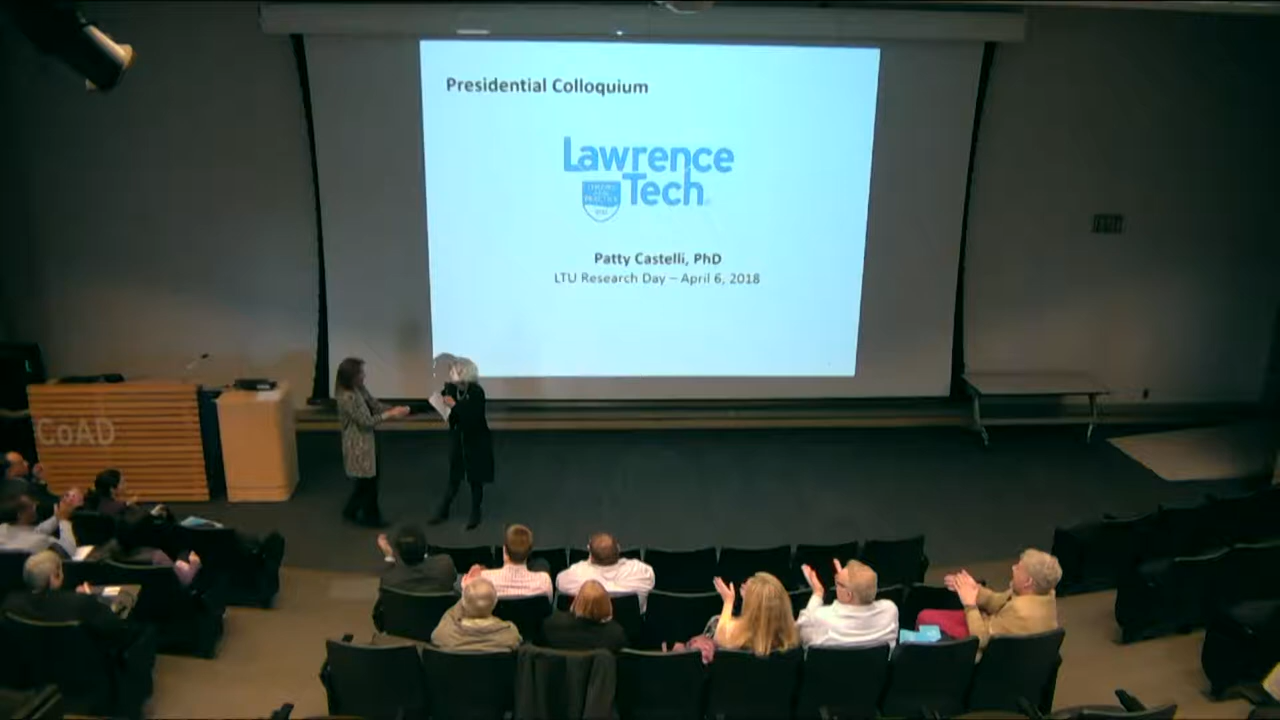 Presidential Colloquium
Lawrence
Tech
Patty Castelli, PhD
LTU Research Day – April 6, 2018
CoAD